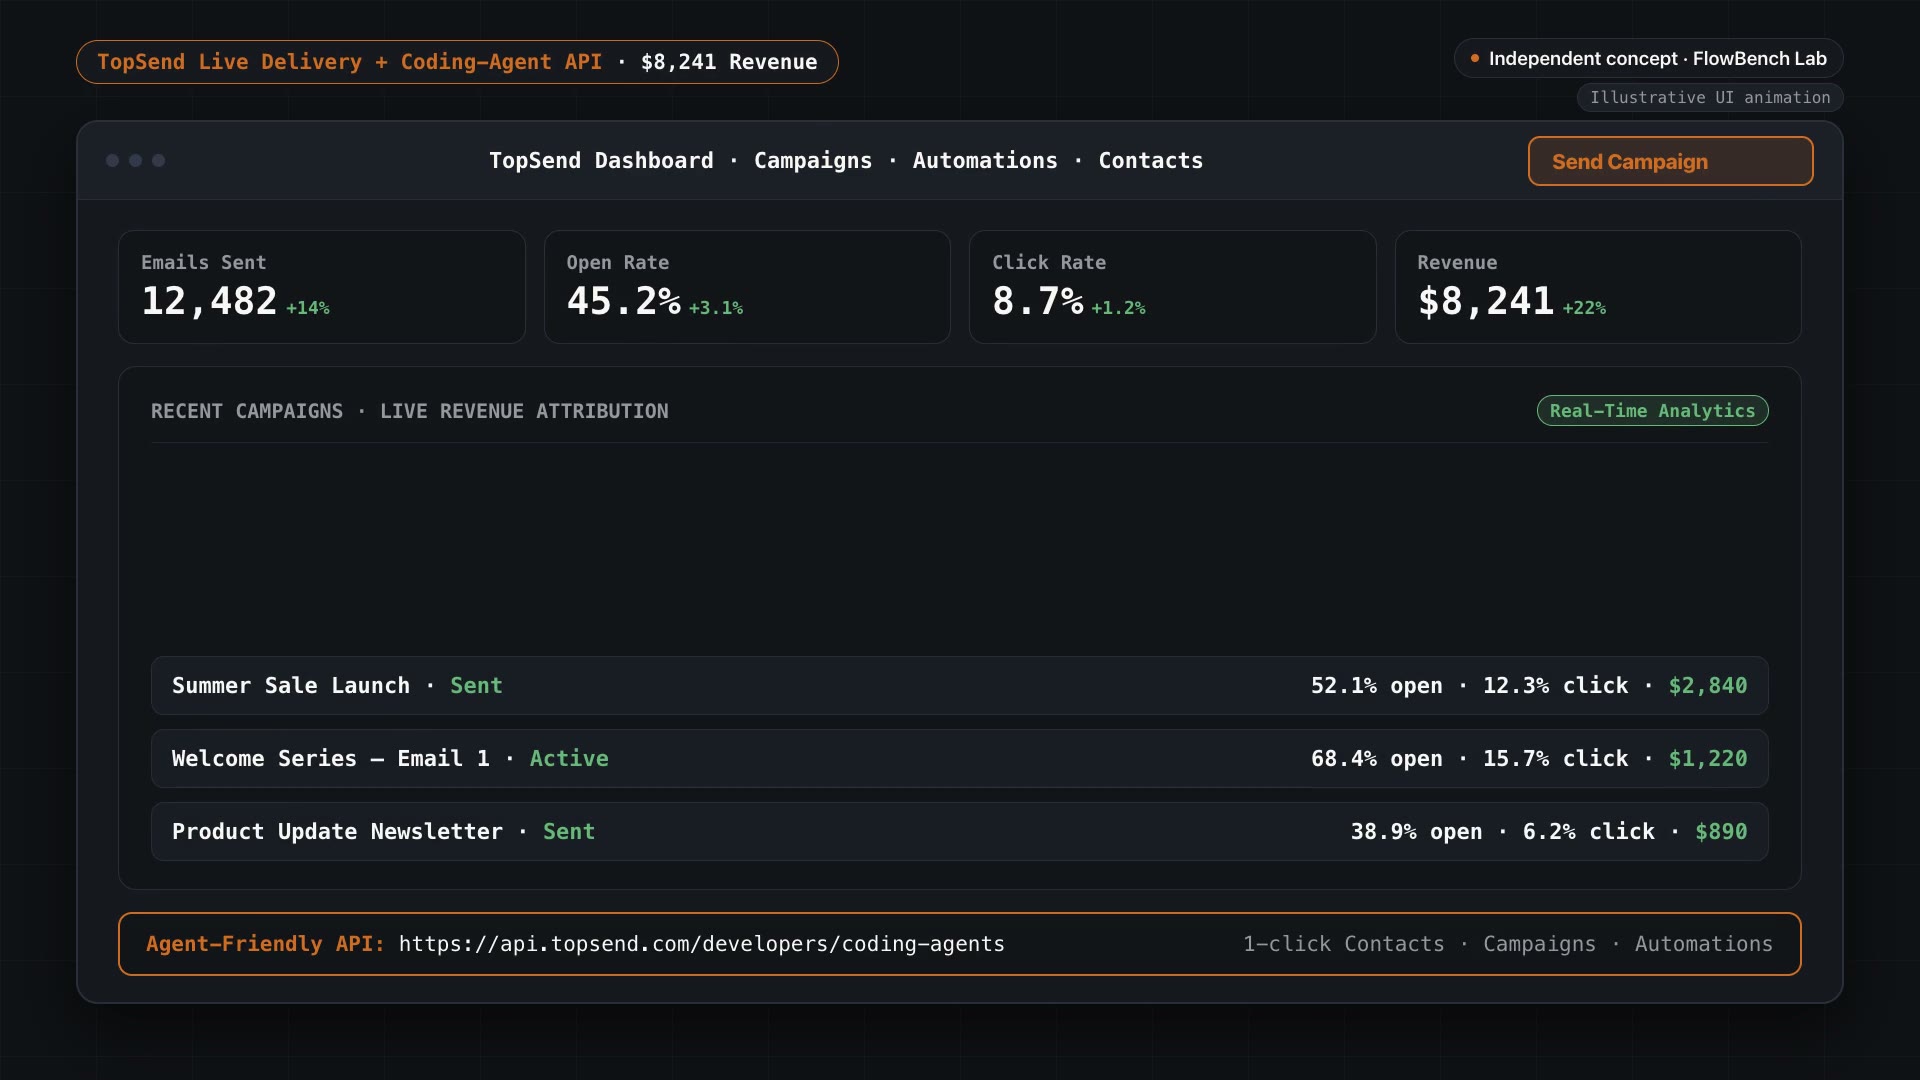 TopSend Live Delivery + Coding-Agent API · $8,241 Revenue
Independent concept · FlowBench Lab
Illustrative UI animation
TopSend Dashboard · Campaigns · Automations · Contacts
Send Campaign
Emails Sent
12,482 +14%
Open Rate
45.2% +3.1%
Click Rate
8.7% +1.2%
Revenue
$8,241 +22%
RECENT CAMPAIGNS · LIVE REVENUE ATTRIBUTION
Real-Time Analytics
Summer Sale Launch · Sent
52.1% open · 12.3% click · $2,840
Welcome Series — Email 1 · Active
68.4% open · 15.7% click · $1,220
Product Update Newsletter · Sent
38.9% open · 6.2% click · $890
Agent-Friendly API: https://api.topsend.com/developers/coding-agents
1-click Contacts · Campaigns · Automations